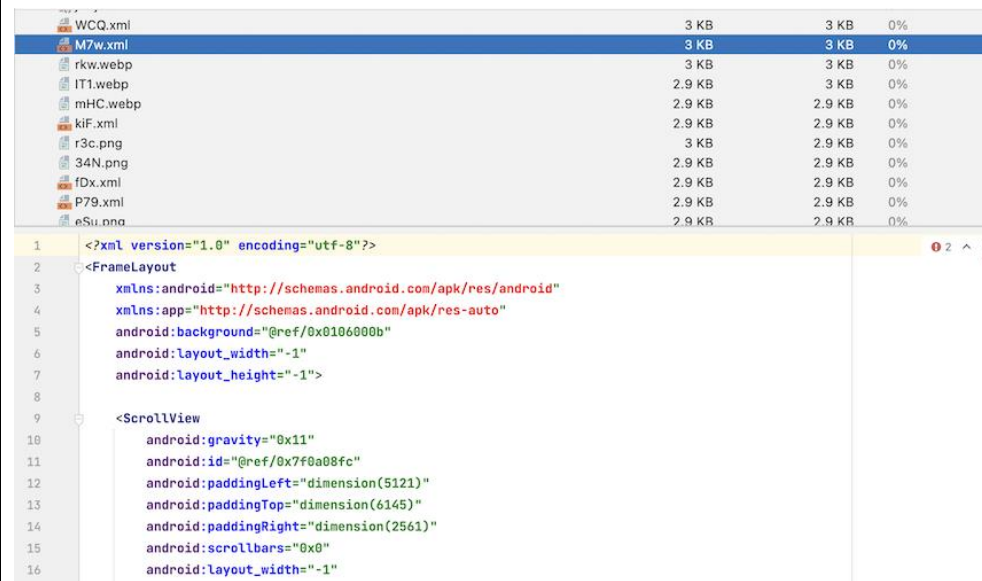 WCQ.xml 3 KB 3 KB 0%
M7w.xml 3 KB 3 KB 0%
rkw.webp 3 KB 3 KB 0%
IT1.webp 2.9 KB 3 KB 0%
mHC.webp 2.9 KB 2.9 KB 0%
kiF.xml 2.9 KB 2.9 KB 0%
r3c.png 3 KB 2.9 KB 0%
34N.png 2.9 KB 2.9 KB 0%
fDx.xml 2.9 KB 2.9 KB 0%
P79.xml 2.9 KB 2.9 KB 0%
eSu.png 2.9 KB 2.9 KB 0%
1 <?xml version="1.0" encoding="utf-8"?> 2
2 <FrameLayout
3 xmlns:android="http://schemas.android.com/apk/res/android"
4 xmlns:app="http://schemas.android.com/apk/res-auto"
5 android:background="@ref/0x0106000b"
6 android:layout_width="-1"
7 android:layout_height="-1">
8
9 <ScrollView
10 android:gravity="0x11"
11 android:id="@ref/0x7f0a08fc"
12 android:paddingLeft="dimension(5121)"
13 android:paddingTop="dimension(6145)"
14 android:paddingRight="dimension(2561)"
15 android:scrollbars="0x0"
16 android:layout_width="-1"